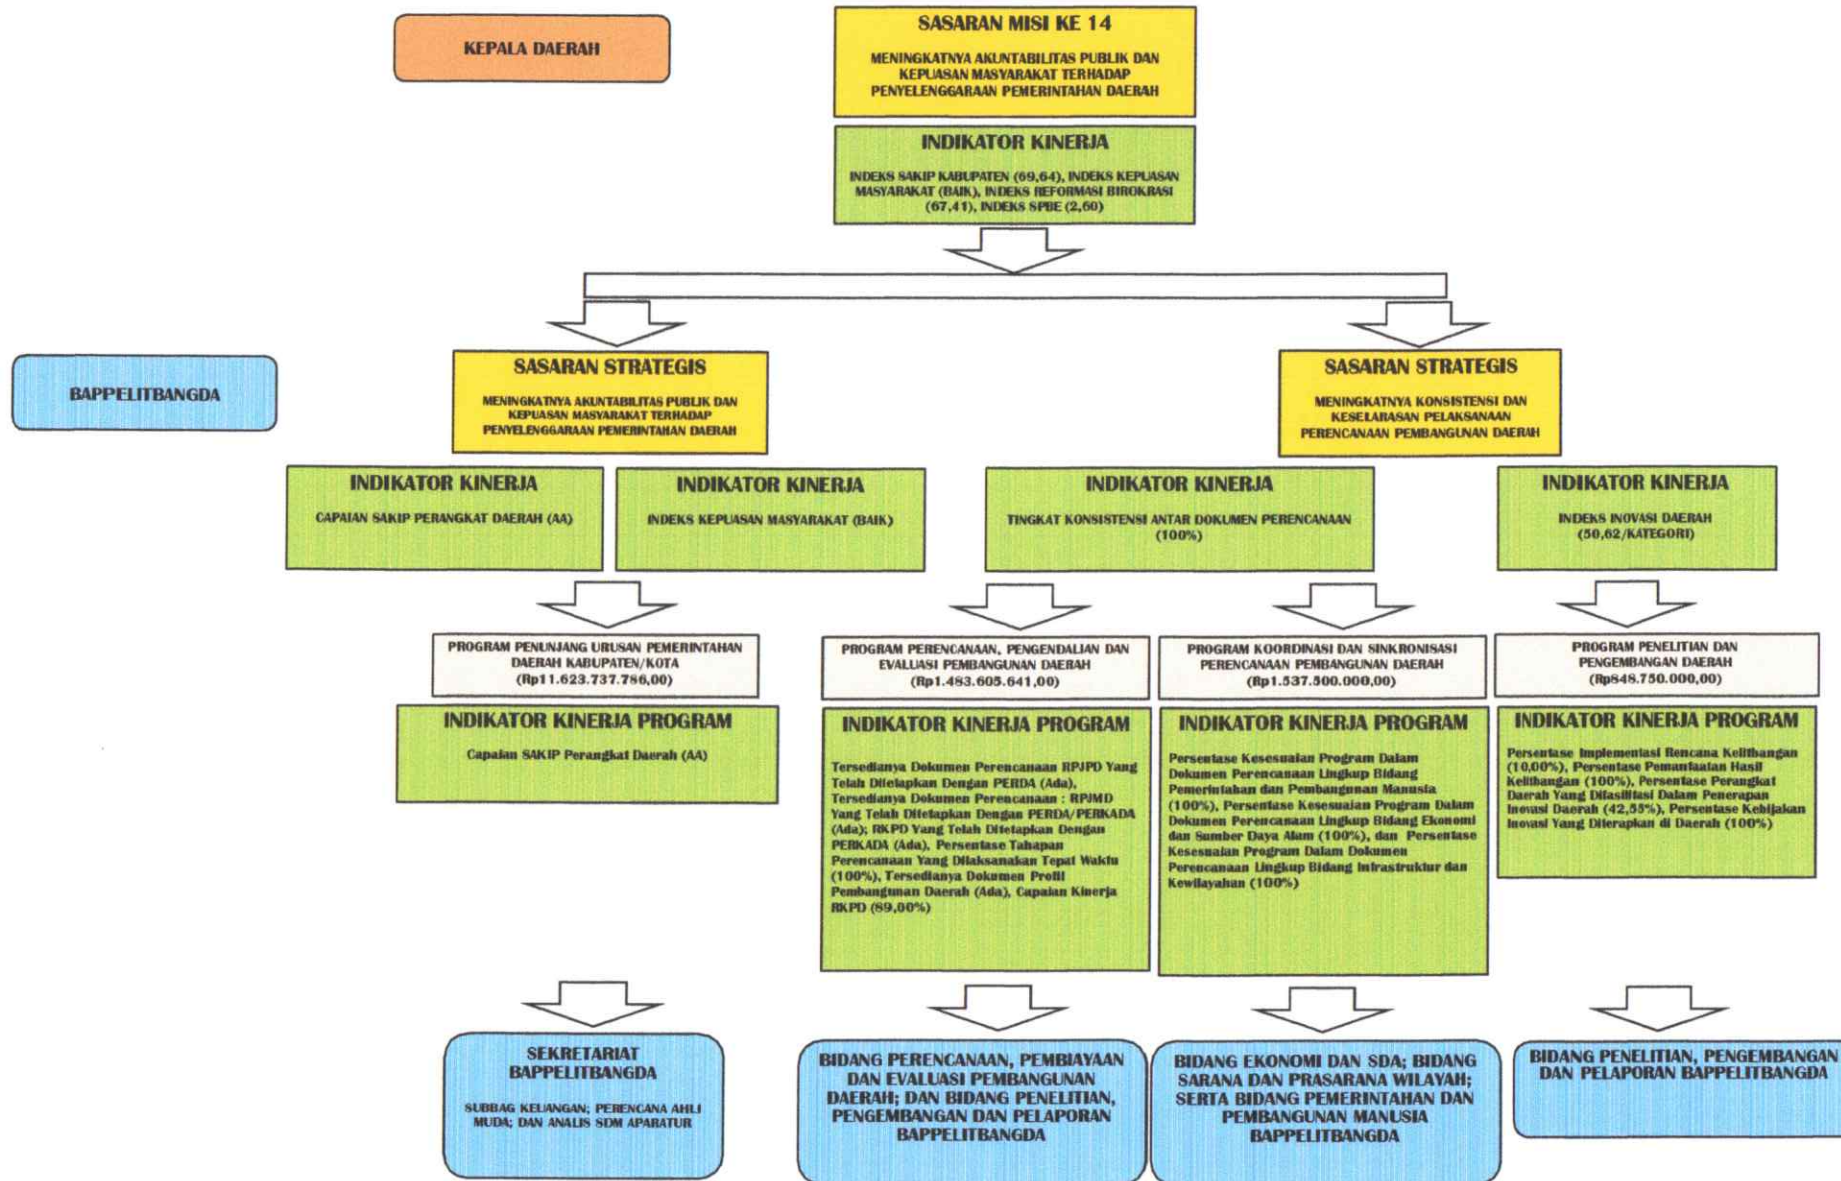 KEPALA DAERAH
SASARAN MISI KE 14
MENINGKATNYA AKUNTABILITAS PUBLIK DAN
KEPUASAN MASYARAKAT TERHADAP
PENYELENGGARAAN PEMERINTAHAN DAERAH
INDIKATOR KINERJA
INDEKS SAKIP KABUPATEN (69,64), INDEKS KEPUASAN
MASYARAKAT (BAIK), INDEKS REFORMASI BIROKRASI
(67,41), INDEKS SPBE (2,60)
BAPPELITBANGDA
SASARAN STRATEGIS
MENINGKATNYA AKUNTABILITAS PUBLIK DAN
KEPUASAN MASYARAKAT TERHADAP
PENYELENGGARAAN PEMERINTAHAN DAERAH
SASARAN STRATEGIS
MENINGKATNYA KONSISTENSI DAN
KESELARASAN PELAKSANAAN
PERENCANAAN PEMBANGUNAN DAERAH
INDIKATOR KINERJA
CAPAIAN SAKIP PERANGKAT DAERAH (AA)
INDIKATOR KINERJA
INDEKS KEPUASAN MASYARAKAT (BAIK)
INDIKATOR KINERJA
TINGKAT KONSISTENSI ANTAR DOKUMEN PERENCANAAN
(100%)
INDIKATOR KINERJA
INDEKS INOVASI DAERAH
(50,62/KATEGORI)
PROGRAM PENUNJANG URUSAN PEMERINTAHAN
DAERAH KABUPATEN/KOTA
(Rp11.623.737.786,00)
PROGRAM PERENCANAAN, PENGENDALIAN DAN
EVALUASI PEMBANGUNAN DAERAH
(Rp1.483.605.641,00)
PROGRAM KOORDINASI DAN SINKRONISASI
PERENCANAAN PEMBANGUNAN DAERAH
(Rp1.537.500.000,00)
PROGRAM PENELITIAN DAN
PENGEMBANGAN DAERAH
(Rp848.750.000,00)
INDIKATOR KINERJA PROGRAM
Capaian SAKIP Perangkat Daerah (AA)
INDIKATOR KINERJA PROGRAM
Tersedianya Dokumen Perencanaan RPJPD Yang
Telah Ditetapkan Dengan PERDA (Ada),
Tersedianya Dokumen Perencanaan : RPJMD
Yang Telah Ditetapkan Dengan PERDA/PERKADA
(Ada); RKPD Yang Telah Ditetapkan Dengan
PERKADA (Ada), Persentase Tahapan
Perencanaan Yang Dilaksanakan Tepat Waktu
(100%), Tersedianya Dokumen Profil
Pembangunan Daerah (Ada), Capaian Kinerja
RKPD (89,00%)
INDIKATOR KINERJA PROGRAM
Persentase Kesesuaian Program Dalam
Dokumen Perencanaan Lingkup Bidang
Pemerintahan dan Pembangunan Manusia
(100%), Persentase Kesesuaian Program Dalam
Dokumen Perencanaan Lingkup Bidang Ekonomi
dan Sumber Daya Alam (100%), dan Persentase
Kesesuaian Program Dalam Dokumen
Perencanaan Lingkup Bidang Infrastruktur dan
Kewilayahan (100%)
INDIKATOR KINERJA PROGRAM
Persentase Implementasi Rencana Kelitbangan
(10,00%), Persentase Pemanfaatan Hasil
Kelitbangan (100%), Persentase Perangkat
Daerah Yang Difasilitasi Dalam Penerapan
Inovasi Daerah (42,55%), Persentase Kebijakan
Inovasi Yang Diterapkan di Daerah (100%)
SEKRETARIAT
BAPPELITBANGDA
SUBBAG KEUANGAN; PERENCANA AHLI
MUDA; DAN ANALIS SDM APARATUR
BIDANG PERENCANAAN, PEMBIAYAAN
DAN EVALUASI PEMBANGUNAN
DAERAH; DAN BIDANG PENELITIAN,
PENGEMBANGAN DAN PELAPORAN
BAPPELITBANGDA
BIDANG EKONOMI DAN SDA; BIDANG
SARANA DAN PRASARANA WILAYAH;
SERTA BIDANG PEMERINTAHAN DAN
PEMBANGUNAN MANUSIA
BAPPELITBANGDA
BIDANG PENELITIAN, PENGEMBANGAN
DAN PELAPORAN BAPPELITBANGDA